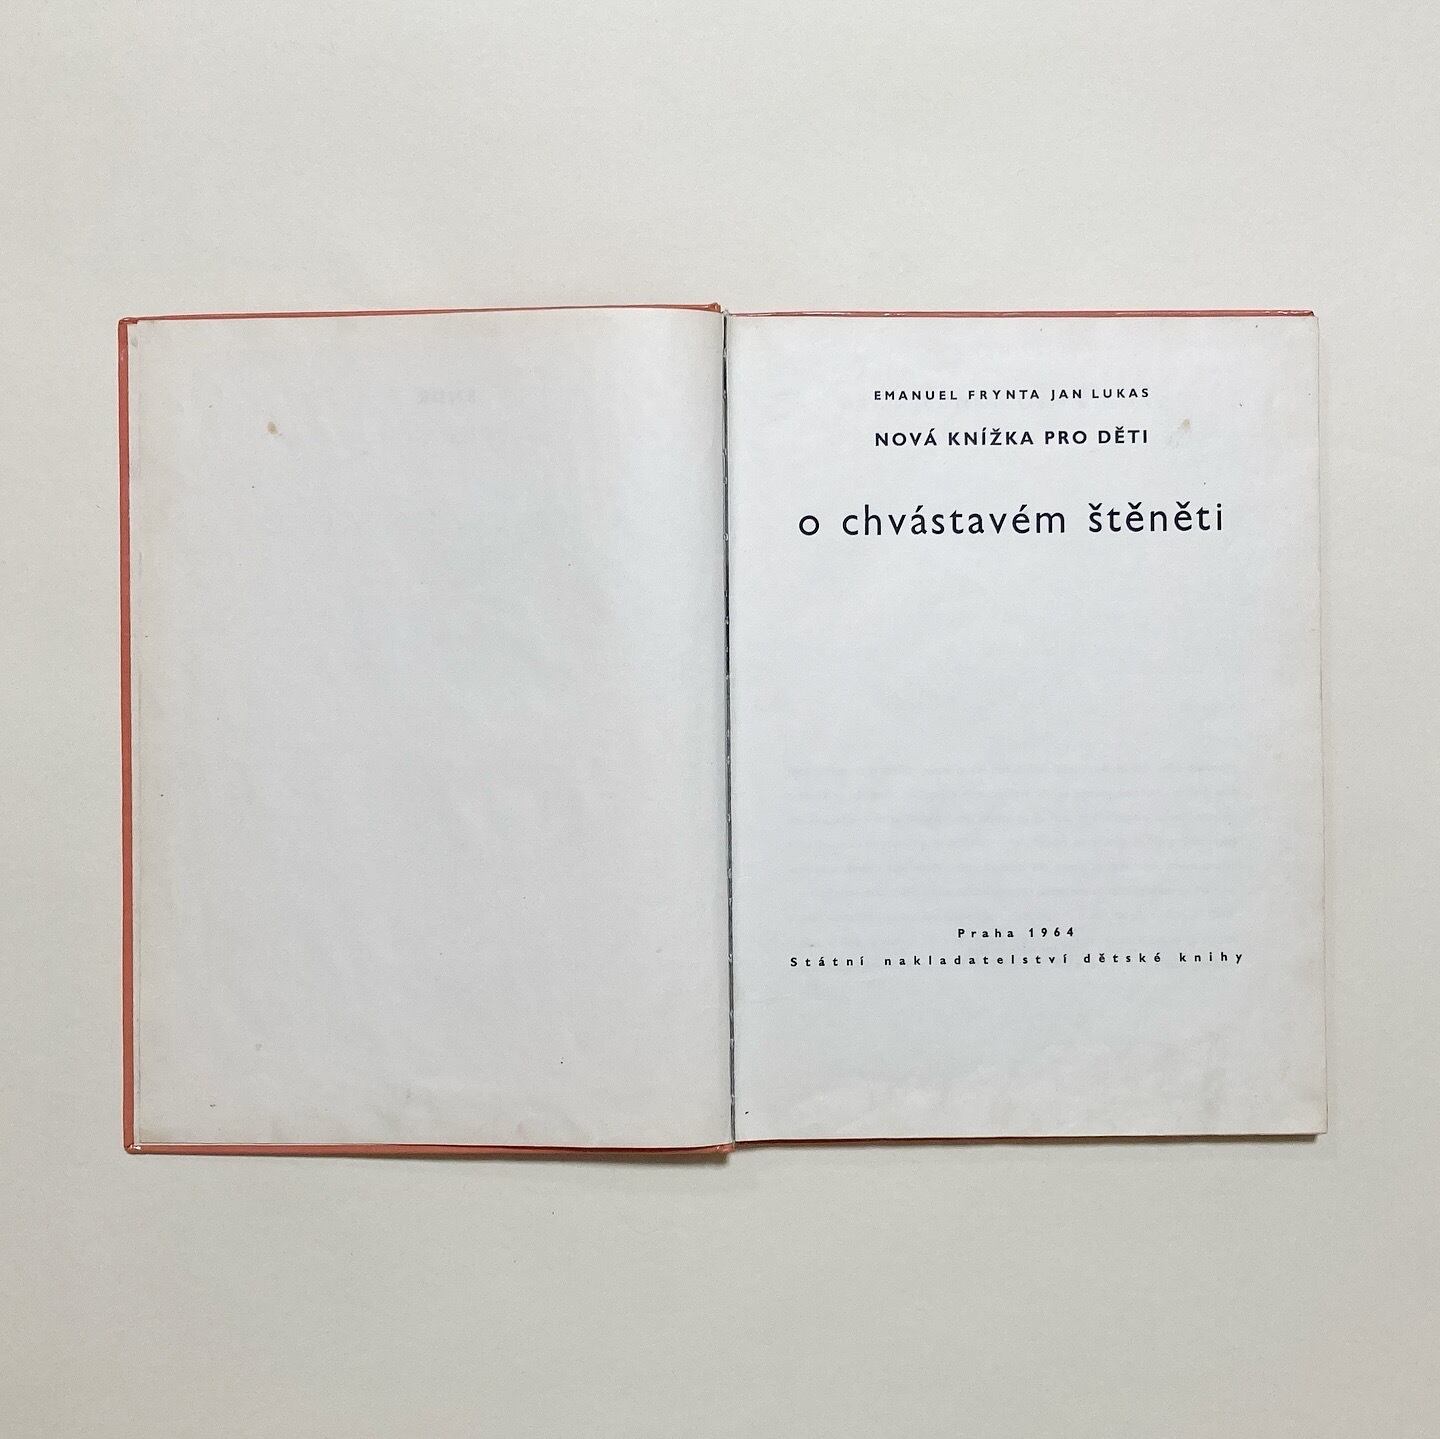 EMANUEL FRYNTA JAN LUKAS
NOVÁ KNÍŽKA PRO DĚTI
o chvástavém štěněti
Praha 1964
Státní nakladatelství dětské knihy